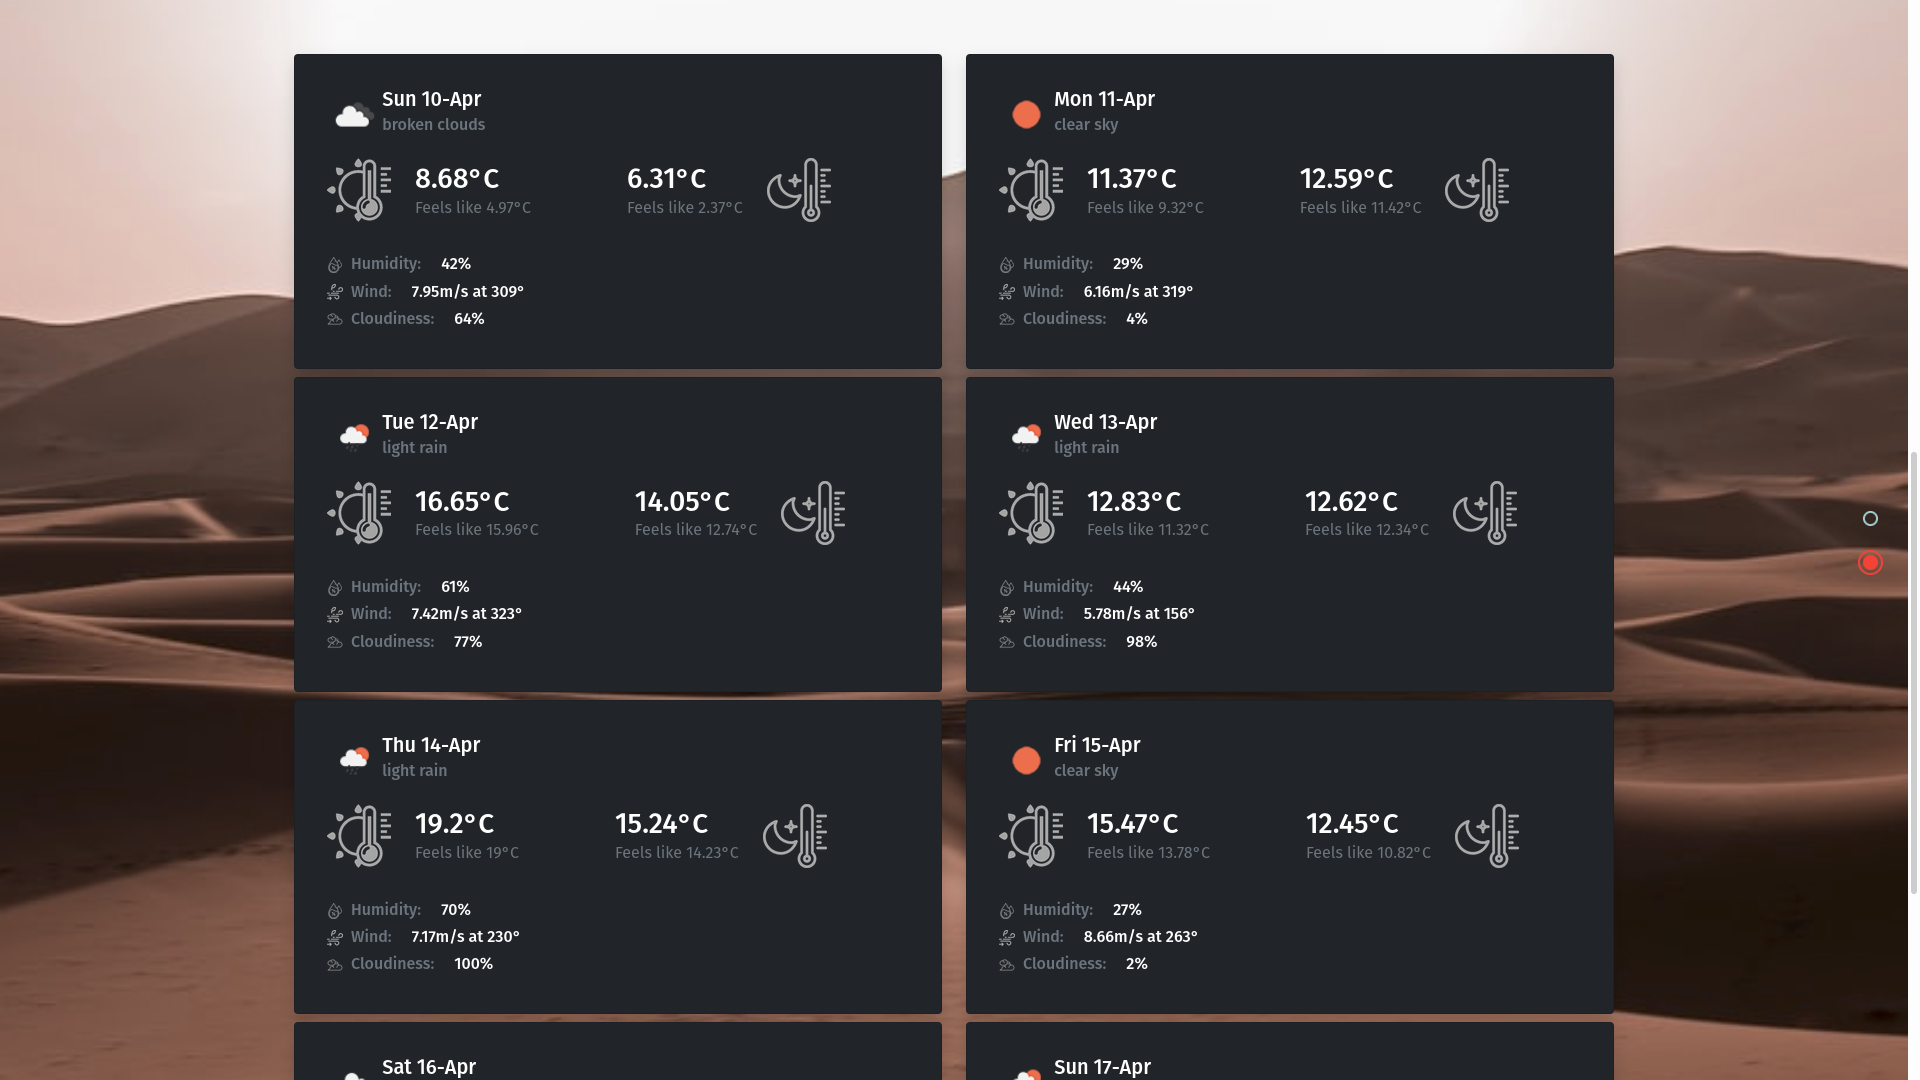 Sun 10-Apr
broken clouds
8.68°C
Feels like 4.97°C
6.31°C
Feels like 2.37°C
Humidity: 42%
Wind: 7.95m/s at 309°
Cloudiness: 64%
Mon 11-Apr
clear sky
11.37°C
Feels like 9.32°C
12.59°C
Feels like 11.42°C
Humidity: 29%
Wind: 6.16m/s at 319°
Cloudiness: 4%
Tue 12-Apr
light rain
16.65°C
Feels like 15.96°C
14.05°C
Feels like 12.74°C
Humidity: 61%
Wind: 7.42m/s at 323°
Cloudiness: 77%
Wed 13-Apr
light rain
12.83°C
Feels like 11.32°C
12.62°C
Feels like 12.34°C
Humidity: 44%
Wind: 5.78m/s at 156°
Cloudiness: 98%
Thu 14-Apr
light rain
19.2°C
Feels like 19°C
15.24°C
Feels like 14.23°C
Humidity: 70%
Wind: 7.17m/s at 230°
Cloudiness: 100%
Fri 15-Apr
clear sky
15.47°C
Feels like 13.78°C
12.45°C
Feels like 10.82°C
Humidity: 27%
Wind: 8.66m/s at 263°
Cloudiness: 2%
Sat 16-Apr
Sun 17-Apr